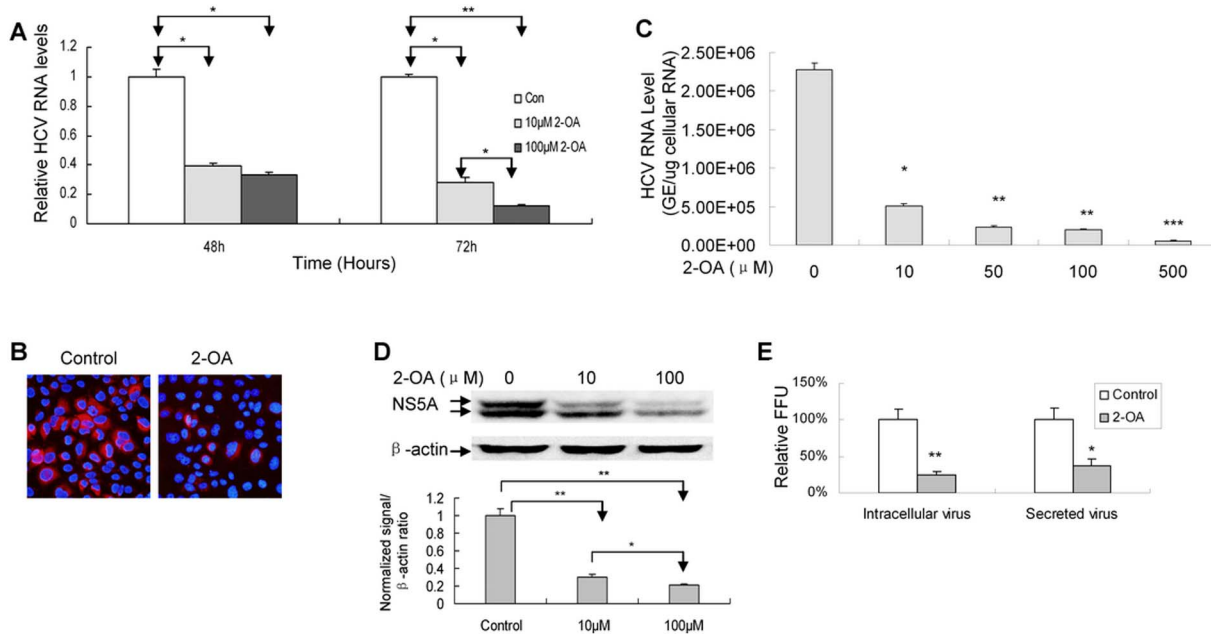 A
Relative HCV RNA levels
1.2
1
0.8
0.6
0.4
0.2
0
*
*
**
*
*
Con
10μM 2-OA
100μM 2-OA
48h
72h
Time (Hours)
B
Control
2-OA
C
HCV RNA Level
(GE/ug cellular RNA)
2.50E+06
2.00E+06
1.50E+06
1.00E+06
5.00E+05
0.00E+00
*
**
**
***
2-OA ( μ M) 0 10 50 100 500
D
2-OA ( μ M) 0 10 100
NS5A
β -actin
Normalized signal/
β -actin ratio
1.2
1
0.8
0.6
0.4
0.2
0
**
**
*
Control 10μM 100μM
E
Relative FFU
150%
100%
50%
0%
Control
2-OA
**
*
Intracellular virus
Secreted virus